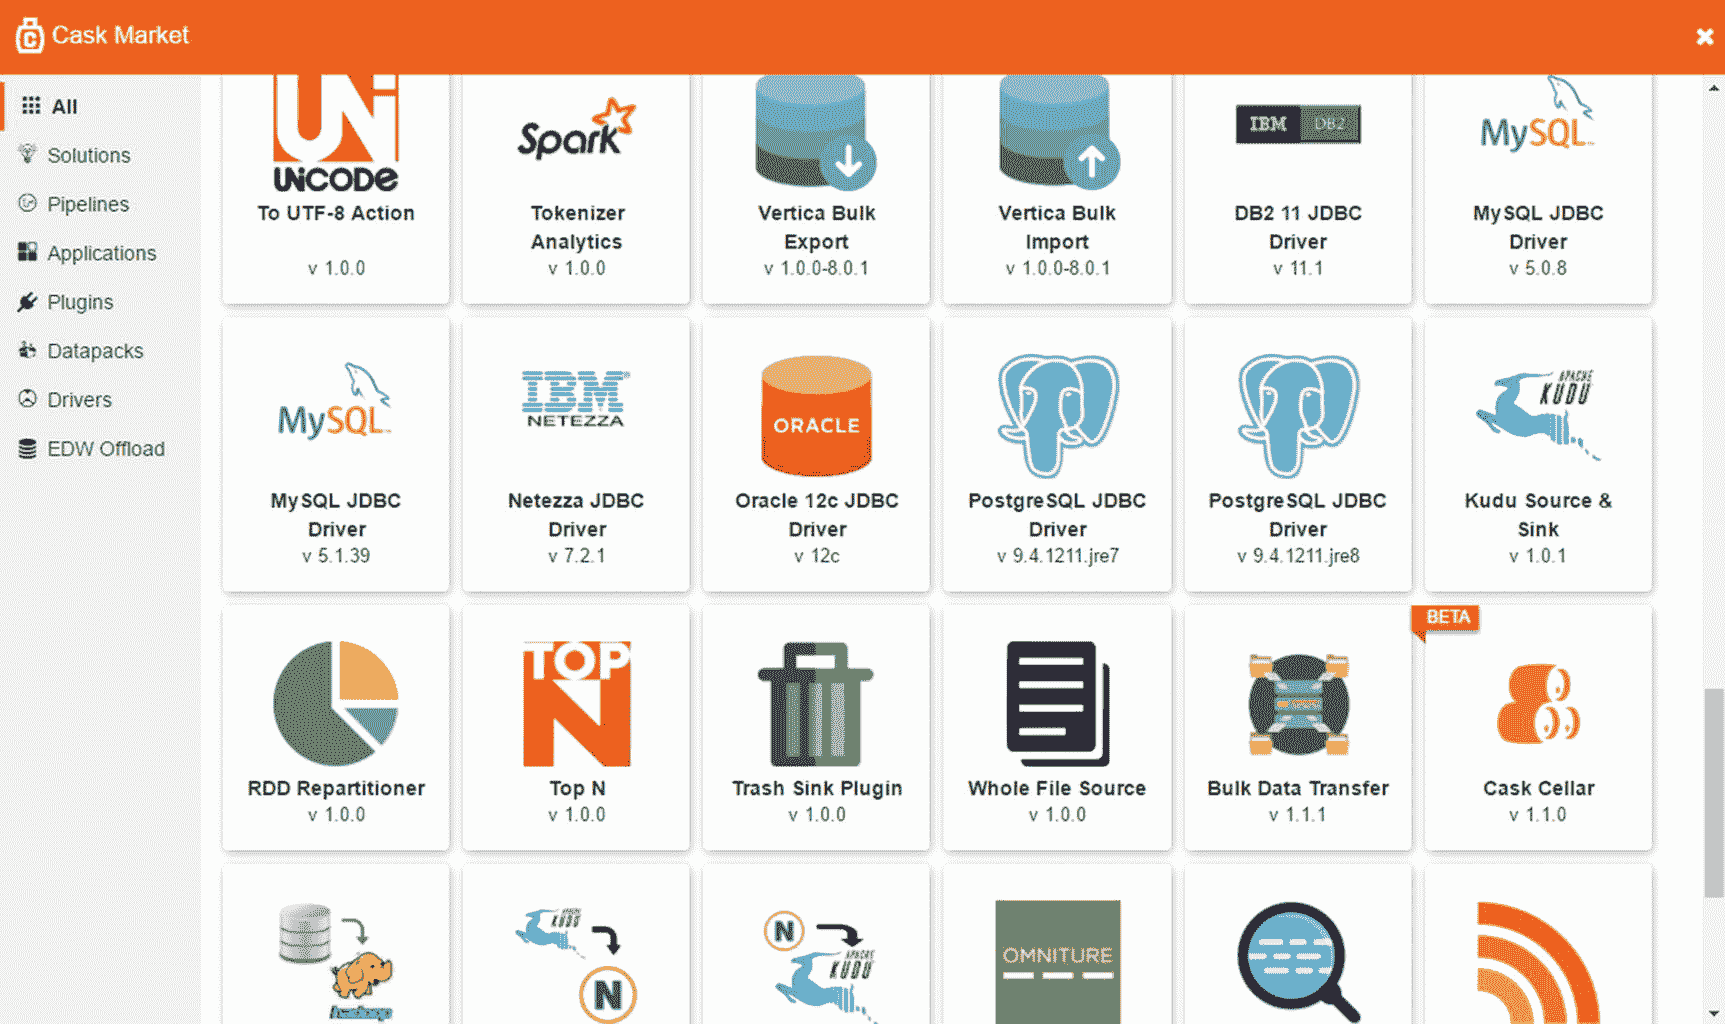 Cask Market
All
Solutions
Pipelines
Applications
Plugins
Datapacks
Drivers
EDW Offload
UNiCODE
To UTF-8 Action
v 1.0.0
Spark
Tokenizer
Analytics
v 1.0.0
Vertica Bulk
Export
v 1.0.0-8.0.1
Vertica Bulk
Import
v 1.0.0-8.0.1
IBM DB2
DB2 11 JDBC
Driver
v 11.1
MySQL
MySQL JDBC
Driver
v 5.0.8
MySQL
MySQL JDBC
Driver
v 5.1.39
IBM
NETEZZA
Netezza JDBC
Driver
v 7.2.1
ORACLE
Oracle 12c JDBC
Driver
v 12c
PostgreSQL JDBC
Driver
v 9.4.1211.jre7
PostgreSQL JDBC
Driver
v 9.4.1211.jre8
APACHE
KUDU
Kudu Source &
Sink
v 1.0.1
RDD Repartitioner
v 1.0.0
TOP
N
Top N
v 1.0.0
Trash Sink Plugin
v 1.0.0
Whole File Source
v 1.0.0
Bulk Data Transfer
v 1.1.1
BETA
Cask Cellar
v 1.1.0
hadoop
APACHE
KUDU
N
N
APACHE
KUDU
OMNITURE